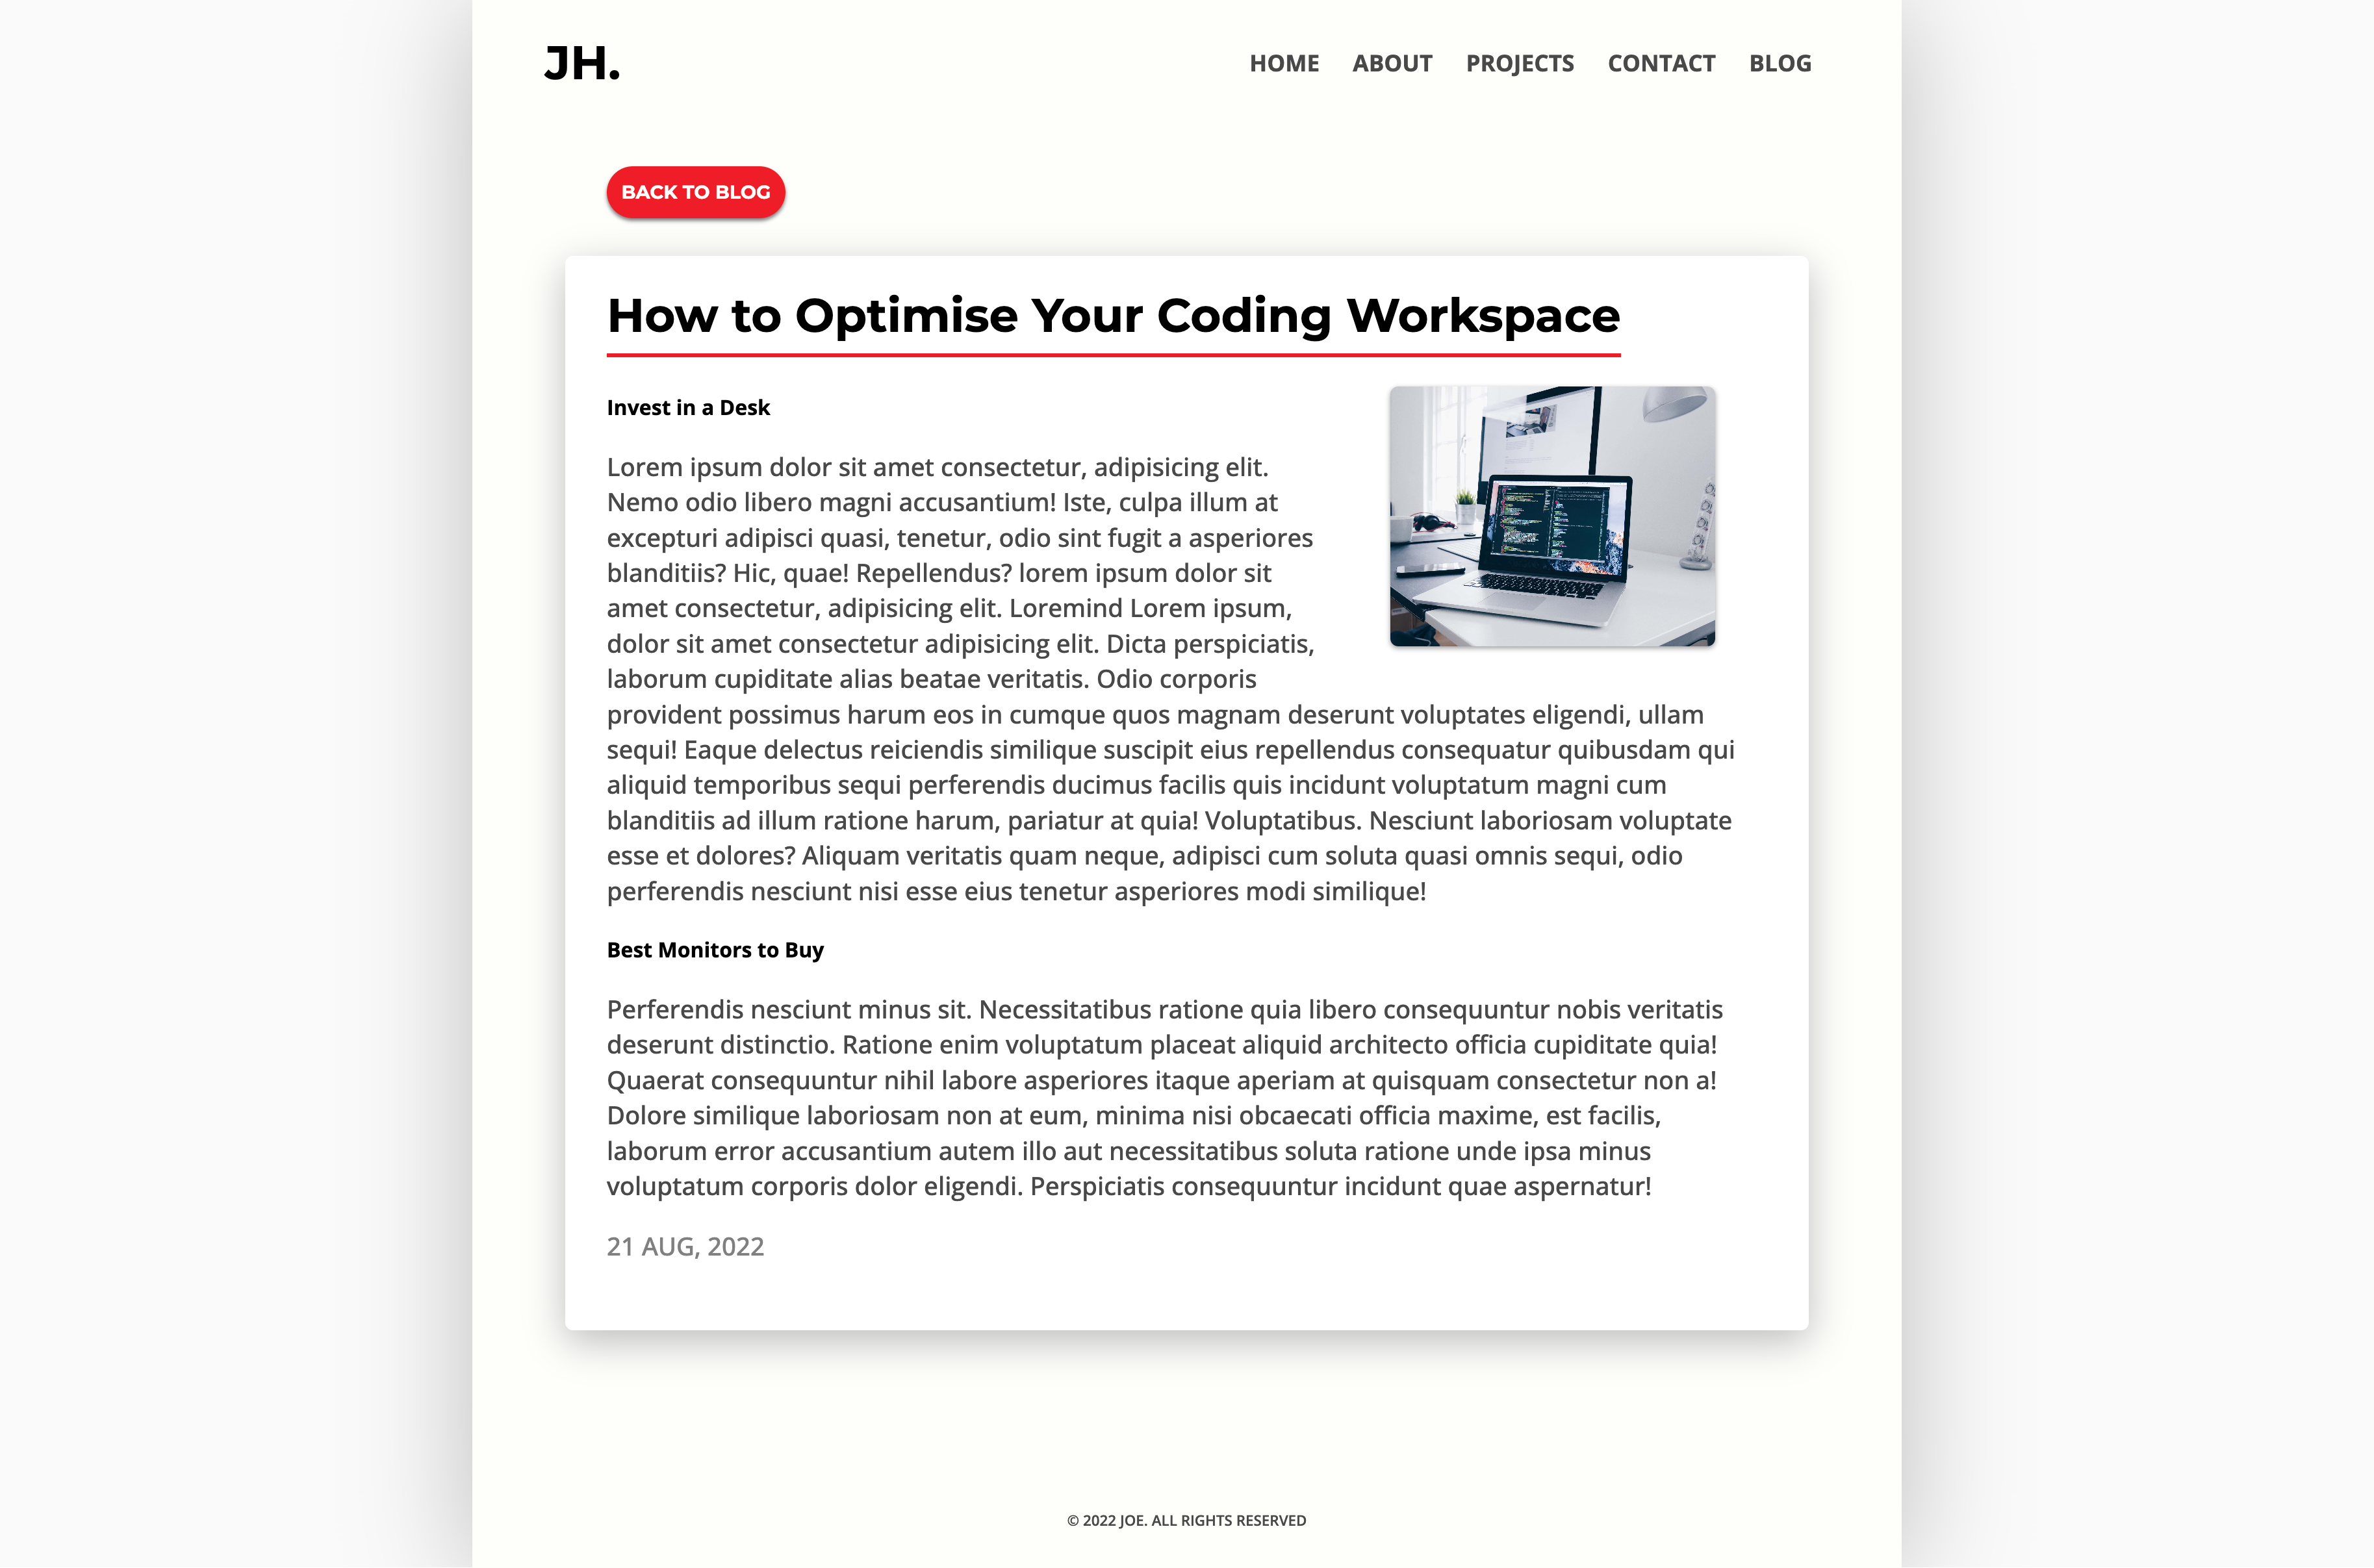 JH.
HOME ABOUT PROJECTS CONTACT BLOG
BACK TO BLOG
How to Optimise Your Coding Workspace
Invest in a Desk
Lorem ipsum dolor sit amet consectetur, adipisicing elit.
Nemo odio libero magni accusantium! Iste, culpa illum at
excepturi adipisci quasi, tenetur, odio sint fugit a asperiores
blanditiis? Hic, quae! Repellendus? lorem ipsum dolor sit
amet consectetur, adipisicing elit. Loremind Lorem ipsum,
dolor sit amet consectetur adipisicing elit. Dicta perspiciatis,
laborum cupiditate alias beatae veritatis. Odio corporis
provident possimus harum eos in cumque quos magnam deserunt voluptates eligendi, ullam
sequi! Eaque delectus reiciendis similique suscipit eius repellendus consequatur quibusdam qui
aliquid temporibus sequi perferendis ducimus facilis quis incidunt voluptatum magni cum
blanditiis ad illum ratione harum, pariatur at quia! Voluptatibus. Nesciunt laboriosam voluptate
esse et dolores? Aliquam veritatis quam neque, adipisci cum soluta quasi omnis sequi, odio
perferendis nesciunt nisi esse eius tenetur asperiores modi similique!
Best Monitors to Buy
Perferendis nesciunt minus sit. Necessitatibus ratione quia libero consequuntur nobis veritatis
deserunt distinctio. Ratione enim voluptatum placeat aliquid architecto officia cupiditate quia!
Quaerat consequuntur nihil labore asperiores itaque aperiam at quisquam consectetur non a!
Dolore similique laboriosam non at eum, minima nisi obcaecati officia maxime, est facilis,
laborum error accusantium autem illo aut necessitatibus soluta ratione unde ipsa minus
voluptatum corporis dolor eligendi. Perspiciatis consequuntur incidunt quae aspernatur!
21 AUG, 2022
© 2022 JOE. ALL RIGHTS RESERVED